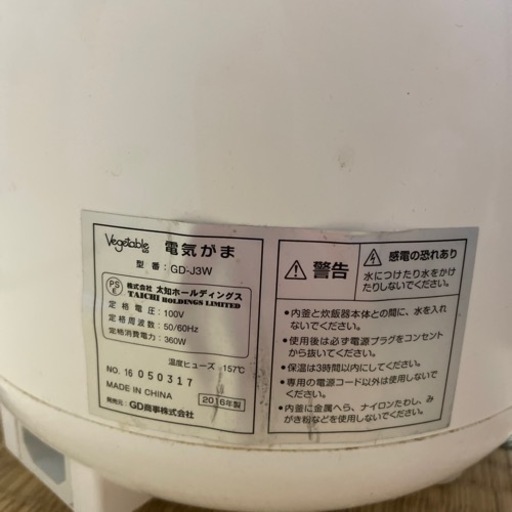 Vegetable 電気がま
型 番：GD-J3W
PS
E
株式会社 太知ホールディングス
TAICHI HOLDINGS LIMITED
定格電圧：100V
定格周波数：50/60Hz
定格消費電力：360W
温度ヒューズ 157℃
NO. 16 050317
MADE IN CHINA
発売元：GD商事株式会社
2016年製
警告
感電の恐れあり
水につけたり水をかけ
たりしないでください。
・内釜と炊飯器本体との間に、水を入れ
ないでください。
・使用後は必ず電源プラグをコンセント
から抜いてください。
・保温は3時間以内にしてください。
・専用の電源コード以外は使用しないで
ください。
・内釜に金属へら、ナイロンたわし、み
がき粉などを使用しないでください。